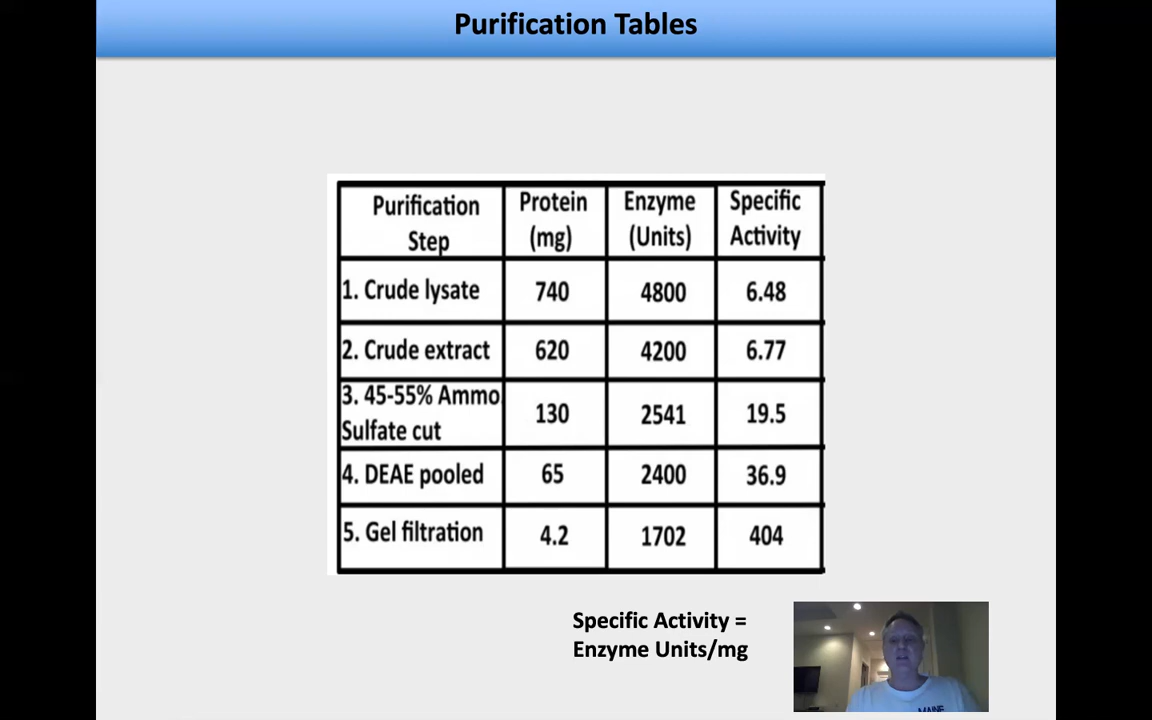 Purification Tables
Purification Step Protein (mg) Enzyme (Units) Specific Activity
1. Crude lysate 740 4800 6.48
2. Crude extract 620 4200 6.77
3. 45-55% Ammo Sulfate cut 130 2541 19.5
4. DEAE pooled 65 2400 36.9
5. Gel filtration 4.2 1702 404
Specific Activity =
Enzyme Units/mg
MAINE